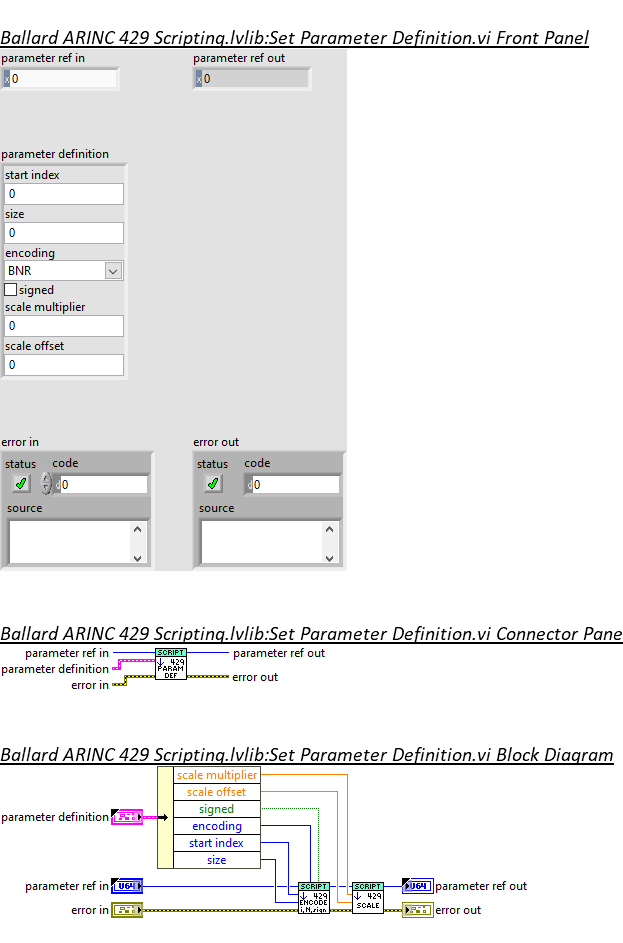 Ballard ARINC 429 Scripting.lvlib:Set Parameter Definition.vi Front Panel
parameter ref in
parameter ref out
x 0
x 0
parameter definition
start index
0
size
0
encoding
BNR
signed
scale multiplier
0
scale offset
0
error in
error out
status code
status code
d 0
d 0
source
source
Ballard ARINC 429 Scripting.lvlib:Set Parameter Definition.vi Connector Pane
parameter ref in
parameter definition
error in
SCRIPT
429
PARAM
DEF
parameter ref out
error out
Ballard ARINC 429 Scripting.lvlib:Set Parameter Definition.vi Block Diagram
scale multiplier
scale offset
signed
encoding
start index
size
parameter definition
parameter ref in
U64
error in
SCRIPT
429
ENCODE
i,N,sign
SCRIPT
429
SCALE
U64
parameter ref out
error out